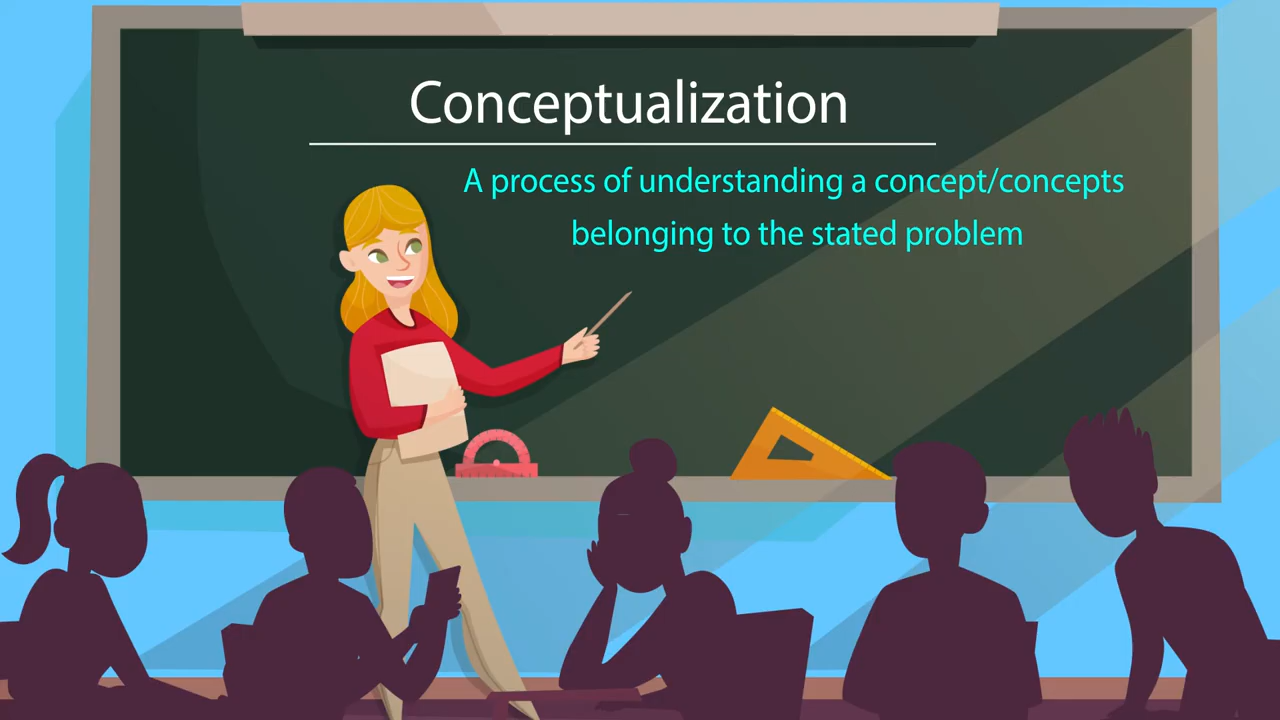 Conceptualization
A process of understanding a concept/concepts
belonging to the stated problem